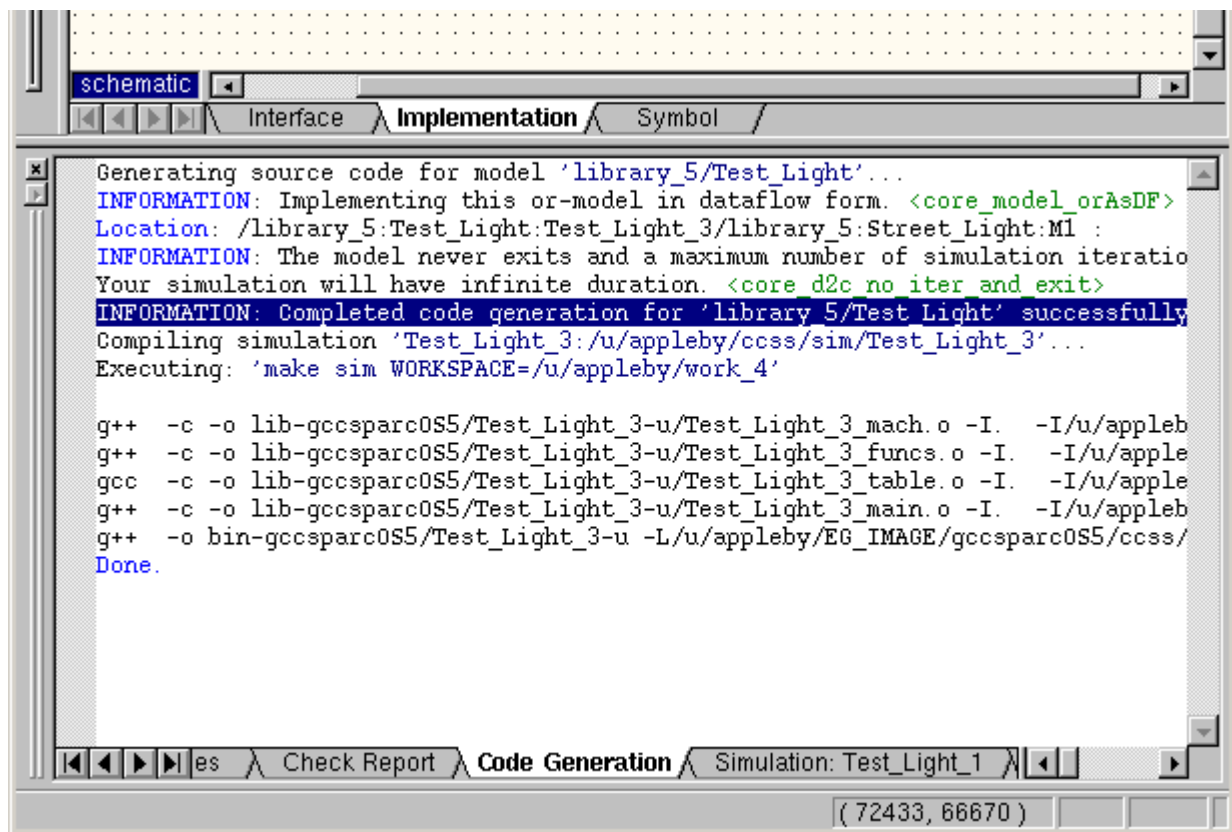 schematic
Interface Implementation Symbol
Generating source code for model 'library_5/Test_Light'...
INFORMATION: Implementing this or-model in dataflow form. <core_model_orAsDF>
Location: /library_5:Test_Light:Test_Light_3/library_5:Street_Light:M1 :
INFORMATION: The model never exits and a maximum number of simulation iteratio
Your simulation will have infinite duration. <core_d2c_no_iter_and_exit>
INFORMATION: Completed code generation for 'library_5/Test_Light' successfully
Compiling simulation 'Test_Light_3:/u/appleby/ccss/sim/Test_Light_3'...
Executing: 'make sim WORKSPACE=/u/appleby/work_4'
g++ -c -o lib-gccsparcOS5/Test_Light_3-u/Test_Light_3_mach.o -I. -I/u/appleb
g++ -c -o lib-gccsparcOS5/Test_Light_3-u/Test_Light_3_funcs.o -I. -I/u/apple
gcc -c -o lib-gccsparcOS5/Test_Light_3-u/Test_Light_3_table.o -I. -I/u/apple
g++ -c -o lib-gccsparcOS5/Test_Light_3-u/Test_Light_3_main.o -I. -I/u/appleb
g++ -o bin-gccsparcOS5/Test_Light_3-u -L/u/appleby/EG_IMAGE/gccsparcOS5/ccss/
Done.
es Check Report Code Generation Simulation: Test_Light_1
( 72433, 66670 )